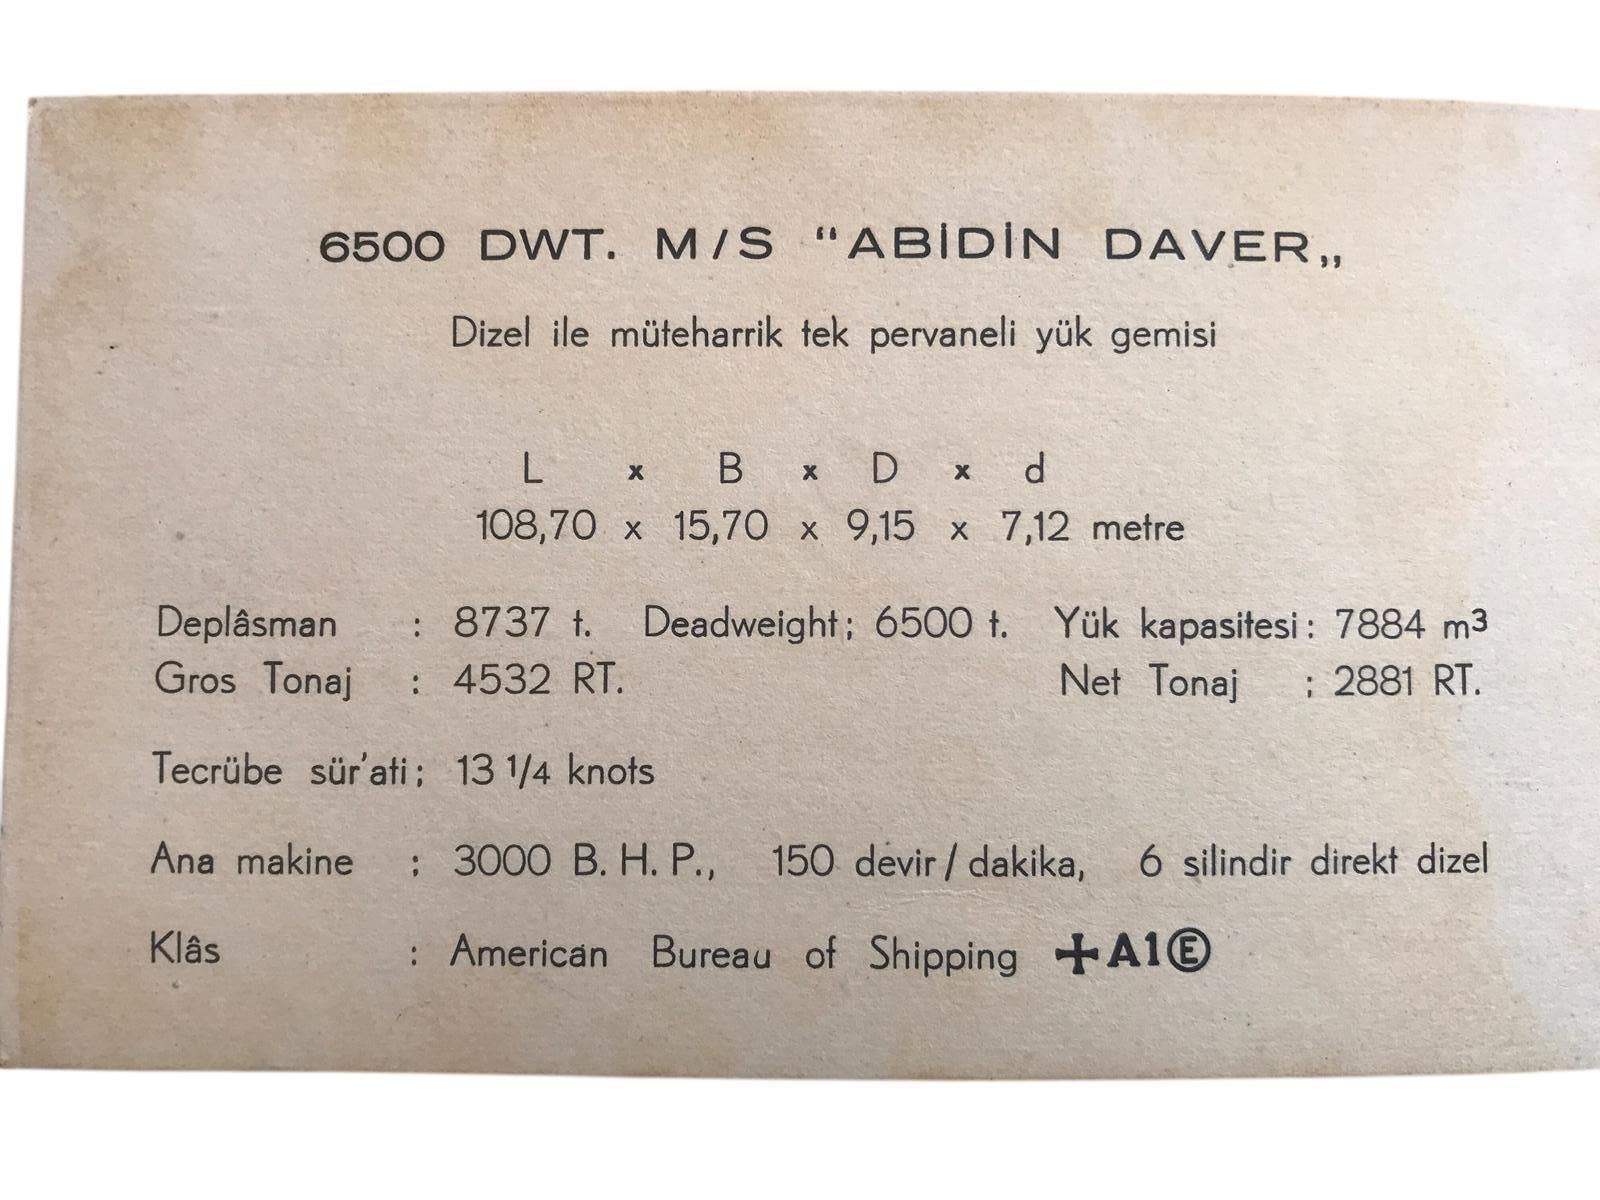 6500 DWT. M/S “ABİDİN DAVER„
Dizel ile müteharrik tek pervaneli yük gemisi
L x B x D x d
108,70 x 15,70 x 9,15 x 7,12 metre
Deplâsman : 8737 t. Deadweight; 6500 t. Yük kapasitesi: 7884 m³
Gros Tonaj : 4532 RT. Net Tonaj ; 2881 RT.
Tecrübe sür'ati; 13 1/4 knots
Ana makine ; 3000 B. H. P., 150 devir / dakika, 6 silindir direkt dizel
Klâs : American Bureau of Shipping ✚A1Ⓔ